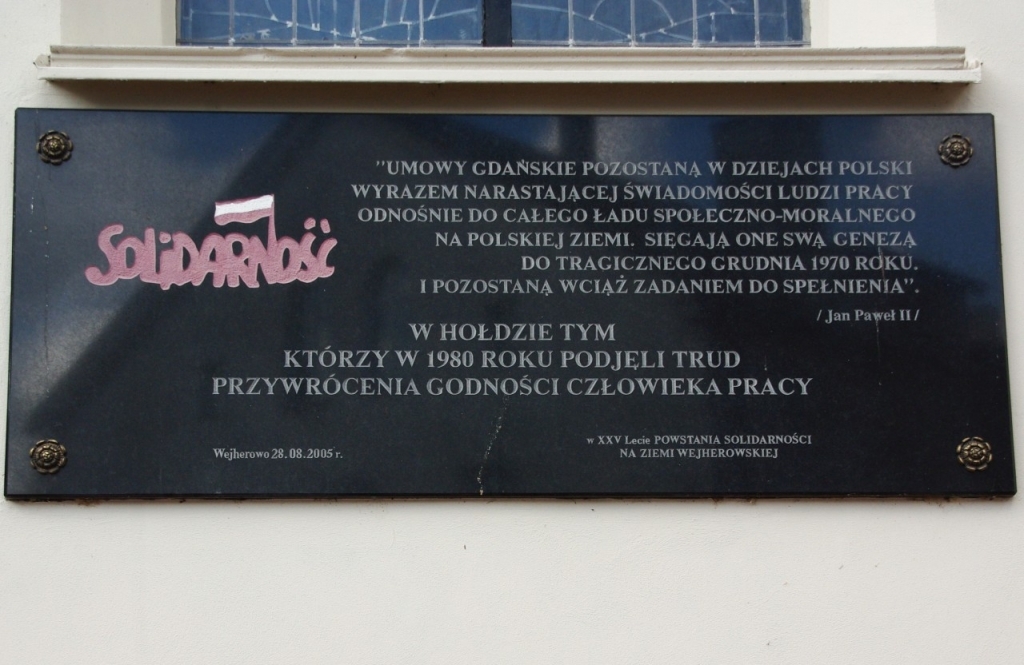 SOLIDARNOŚĆ
"UMOWY GDAŃSKIE POZOSTANĄ W DZIEJACH POLSKI
WYRAZEM NARASTAJĄCEJ ŚWIADOMOŚCI LUDZI PRACY
ODNOŚNIE DO CAŁEGO ŁADU SPOŁECZNO-MORALNEGO
NA POLSKIEJ ZIEMI. SIĘGAJĄ ONE SWĄ GENEZĄ
DO TRAGICZNEGO GRUDNIA 1970 ROKU.
I POZOSTANĄ WCIĄŻ ZADANIEM DO SPEŁNIENIA".
/ Jan Paweł II /
W HOŁDZIE TYM
KTÓRZY W 1980 ROKU PODJĘLI TRUD
PRZYWRÓCENIA GODNOŚCI CZŁOWIEKA PRACY
Wejherowo 28.08.2005 r.
w XXV Lecie POWSTANIA SOLIDARNOŚCI
NA ZIEMI WEJHEROWSKIEJ